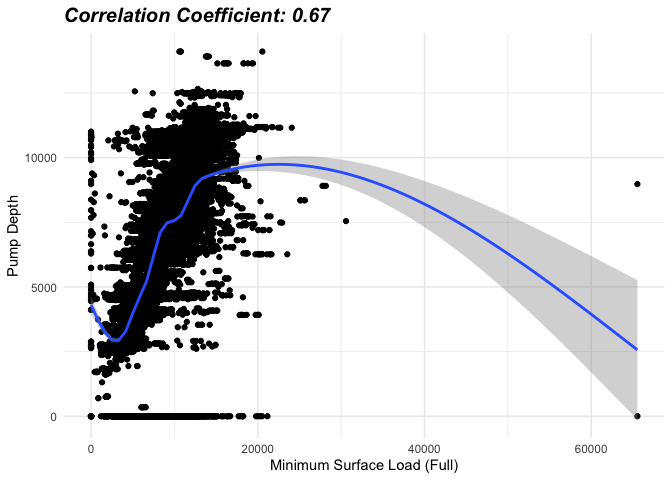 Correlation Coefficient: 0.67
10000
5000
0
Pump Depth
0
20000
40000
60000
Minimum Surface Load (Full)